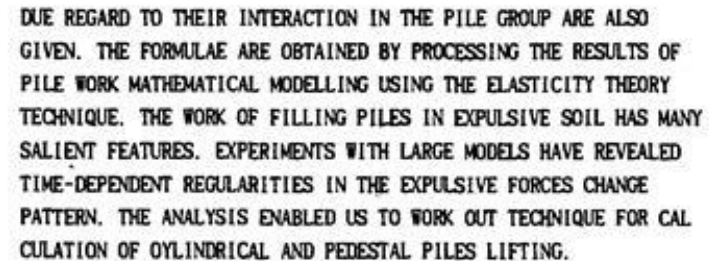 DUE REGARD TO THEIR INTERACTION IN THE PILE GROUP ARE ALSO
GIVEN. THE FORMULAE ARE OBTAINED BY PROCESSING THE RESULTS OF
PILE WORK MATHEMATICAL MODELLING USING THE ELASTICITY THEORY
TECHNIQUE. THE WORK OF FILLING PILES IN EXPULSIVE SOIL HAS MANY
SALIENT FEATURES. EXPERIMENTS WITH LARGE MODELS HAVE REVEALED
TIME-DEPENDENT REGULARITIES IN THE EXPULSIVE FORCES CHANGE
PATTERN. THE ANALYSIS ENABLED US TO WORK OUT TECHNIQUE FOR CAL
CULATION OF OYLINDRICAL AND PEDESTAL PILES LIFTING.